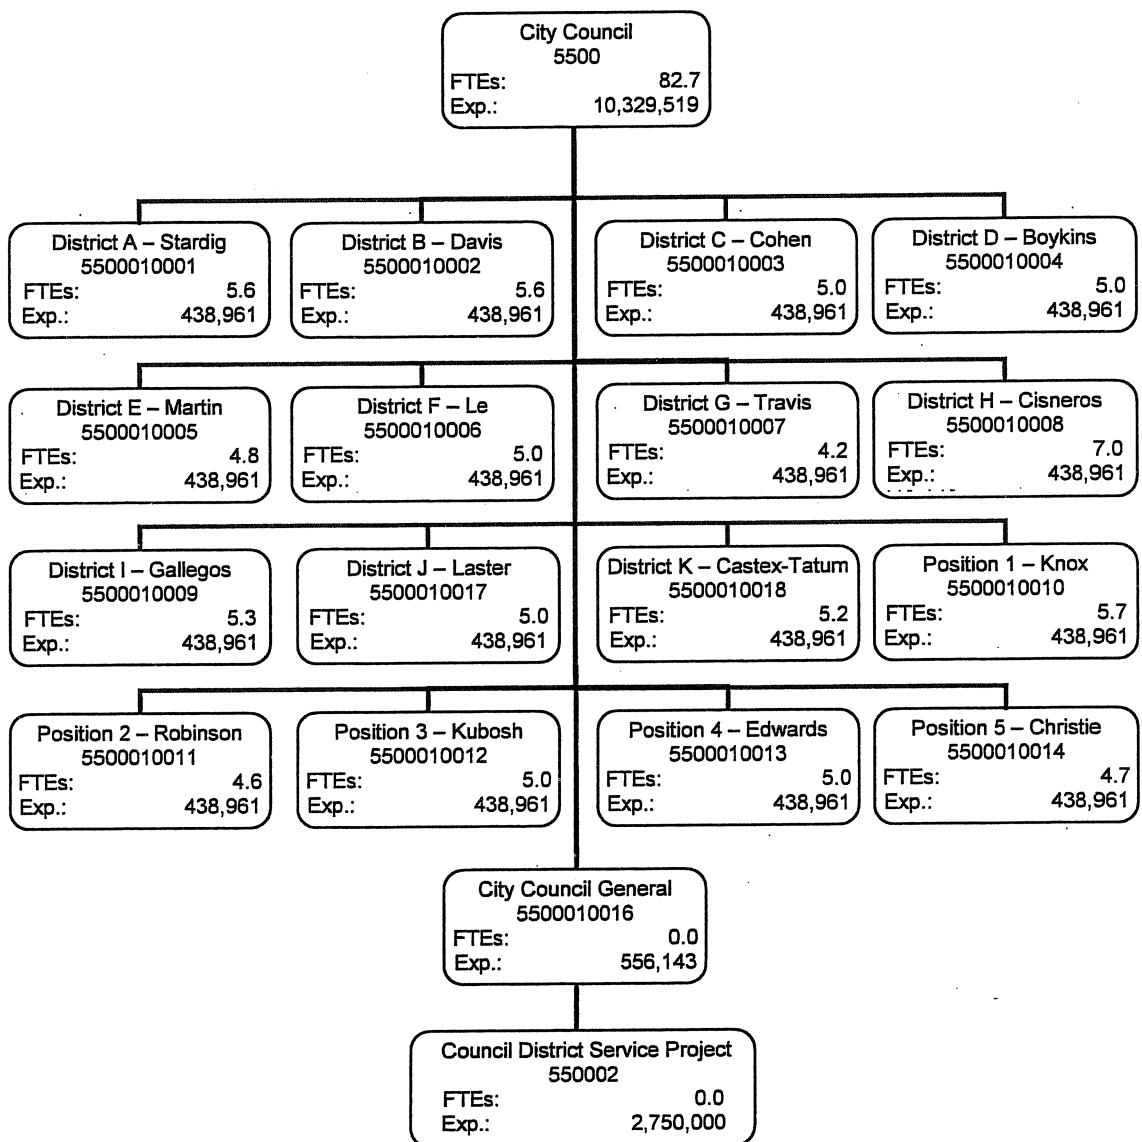 City Council
5500
FTEs: 82.7
Exp.: 10,329,519
District A – Stardig
5500010001
FTEs: 5.6
Exp.: 438,961
District B – Davis
5500010002
FTEs: 5.6
Exp.: 438,961
District C – Cohen
5500010003
FTEs: 5.0
Exp.: 438,961
District D – Boykins
5500010004
FTEs: 5.0
Exp.: 438,961
District E – Martin
5500010005
FTEs: 4.8
Exp.: 438,961
District F – Le
5500010006
FTEs: 5.0
Exp.: 438,961
District G – Travis
5500010007
FTEs: 4.2
Exp.: 438,961
District H – Cisneros
5500010008
FTEs: 7.0
Exp.: 438,961
District I – Gallegos
5500010009
FTEs: 5.3
Exp.: 438,961
District J – Laster
5500010017
FTEs: 5.0
Exp.: 438,961
District K – Castex-Tatum
5500010018
FTEs: 5.2
Exp.: 438,961
Position 1 – Knox
5500010010
FTEs: 5.7
Exp.: 438,961
Position 2 – Robinson
5500010011
FTEs: 4.6
Exp.: 438,961
Position 3 – Kubosh
5500010012
FTEs: 5.0
Exp.: 438,961
Position 4 – Edwards
5500010013
FTEs: 5.0
Exp.: 438,961
Position 5 – Christie
5500010014
FTEs: 4.7
Exp.: 438,961
City Council General
5500010016
FTEs: 0.0
Exp.: 556,143
Council District Service Project
550002
FTEs: 0.0
Exp.: 2,750,000